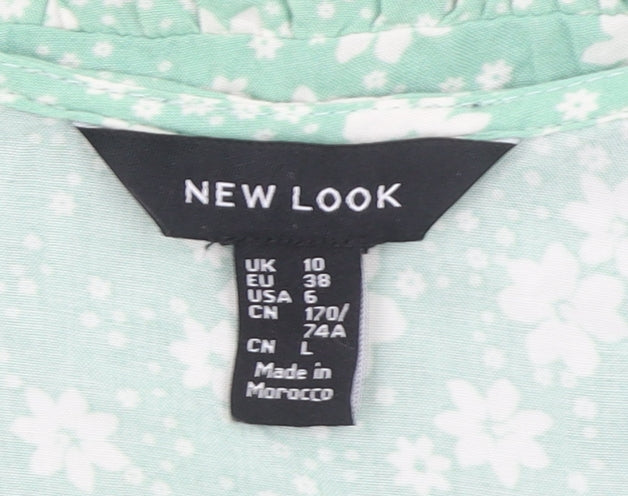 NEW LOOK
UK 10
EU 38
USA 6
CN 170/
74A
CN L
Made in
Morocco